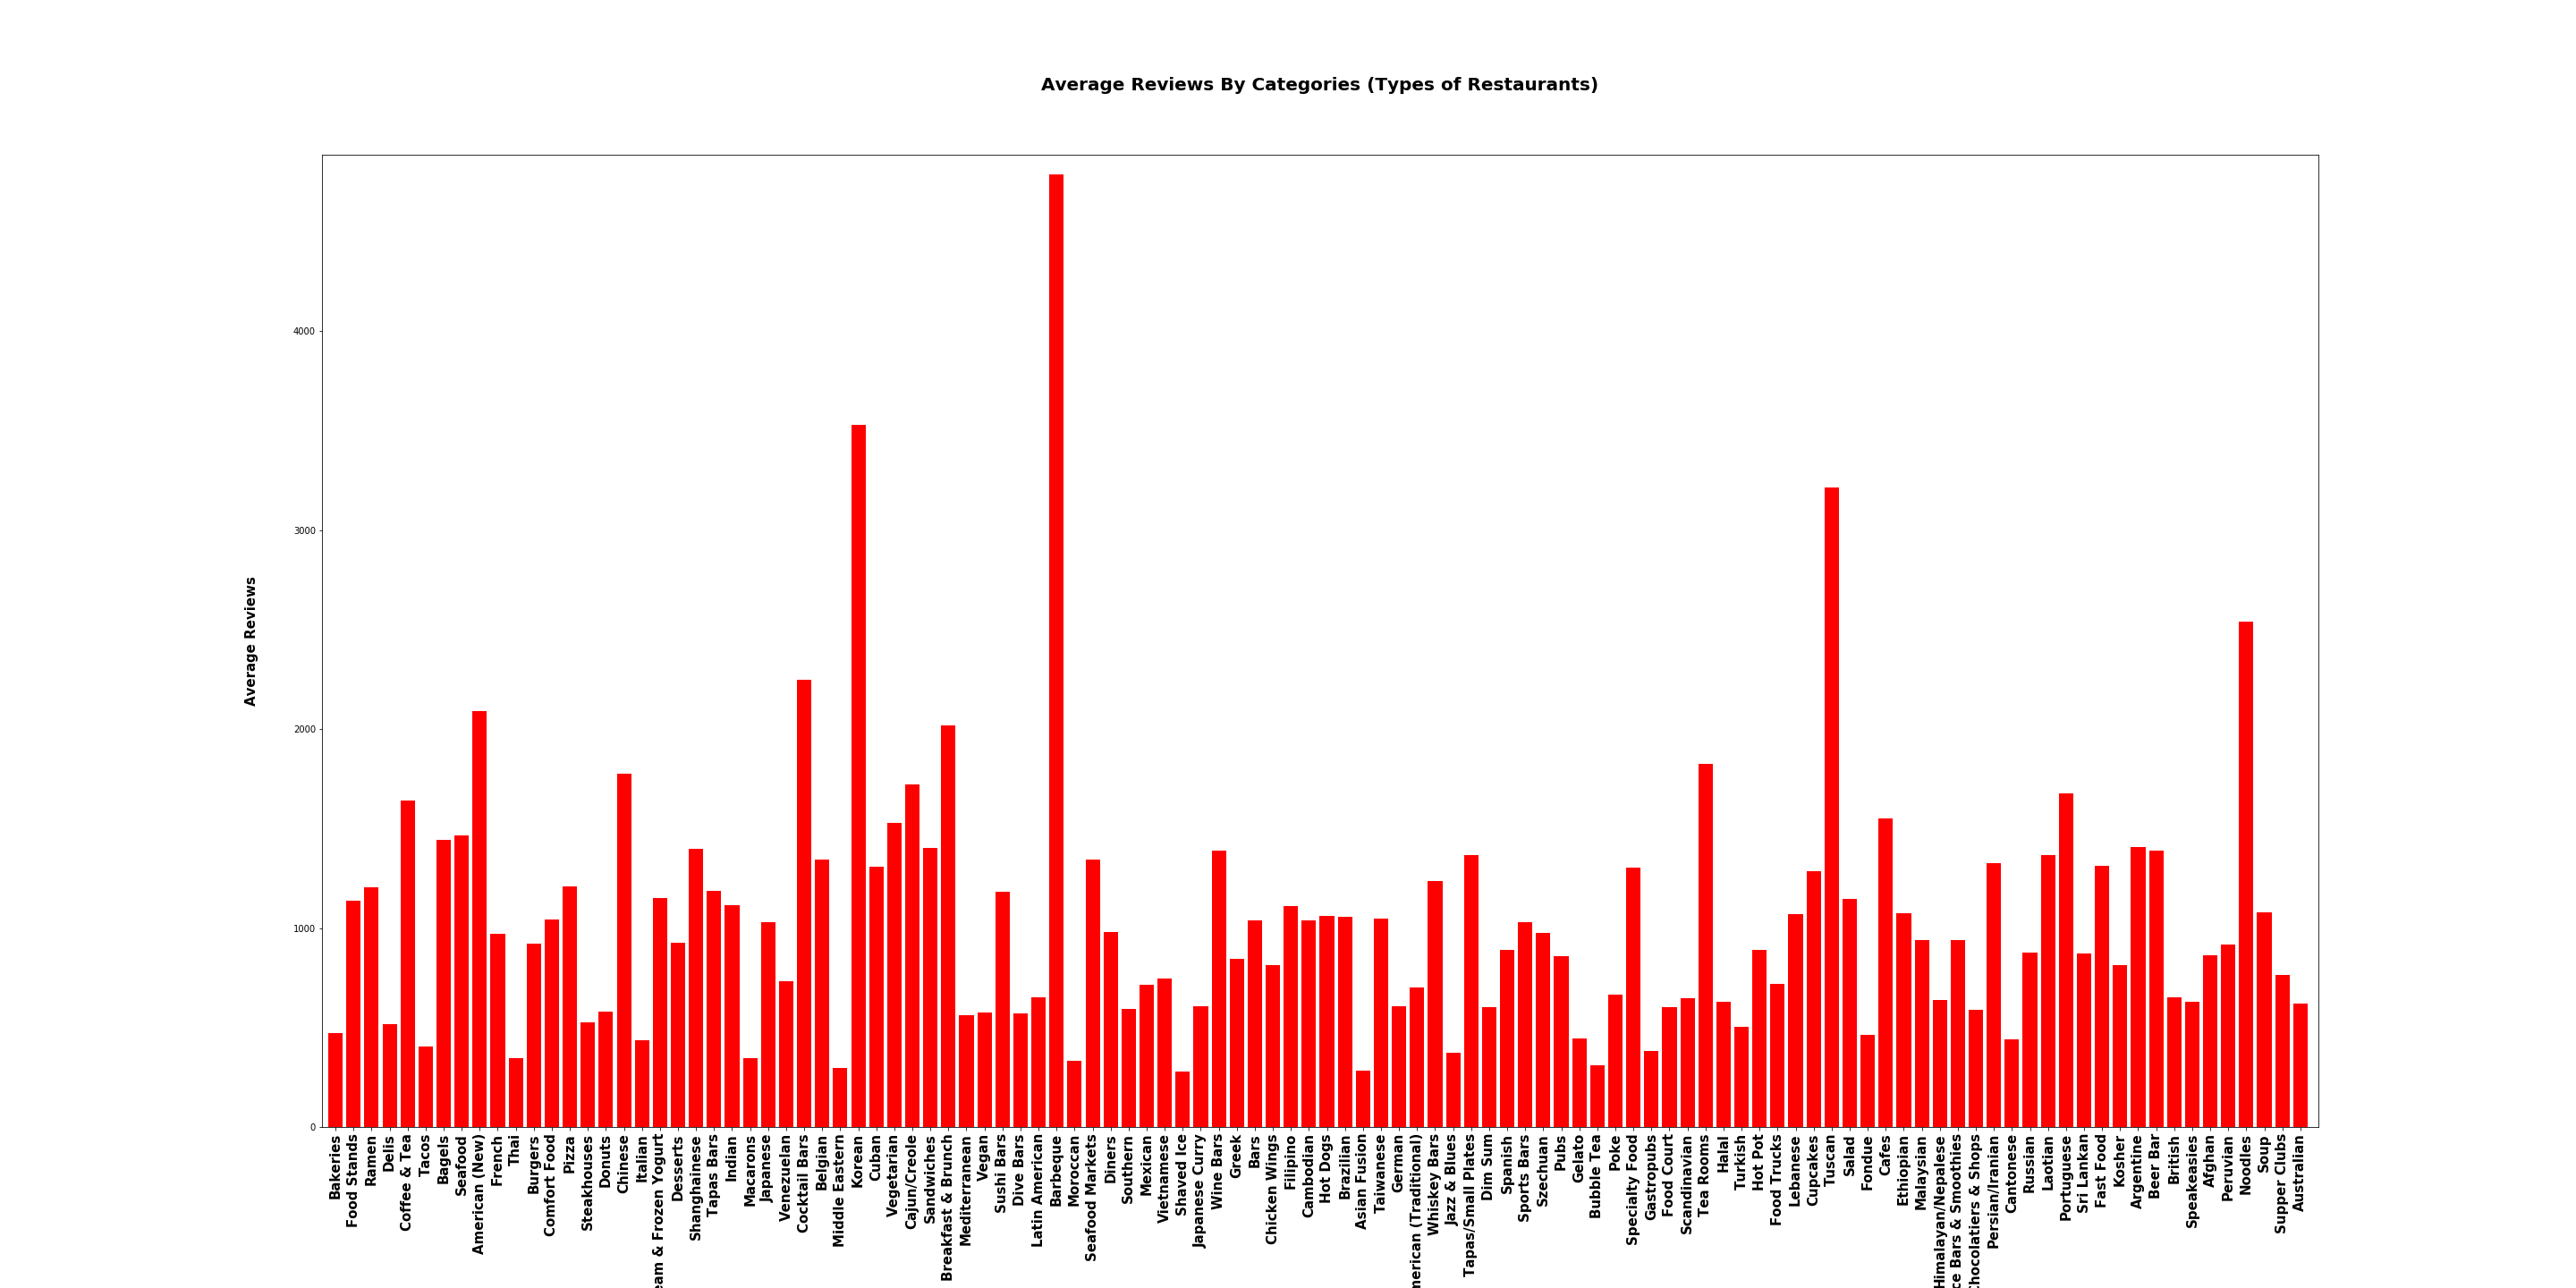 Average Reviews By Categories (Types of Restaurants)
Average Reviews
4000
3000
2000
1000
0
Bakeries
Food Stands
Ramen
Delis
Coffee & Tea
Tacos
Bagels
Seafood
American (New)
French
Thai
Burgers
Comfort Food
Pizza
Steakhouses
Donuts
Chinese
Italian
& Frozen Yogurt
Desserts
Shanghainese
Tapas Bars
Indian
Macarons
Japanese
Venezuelan
Cocktail Bars
Belgian
Middle Eastern
Korean
Cuban
Vegetarian
Cajun/Creole
Sandwiches
Breakfast & Brunch
Mediterranean
Vegan
Sushi Bars
Dive Bars
Latin American
Barbeque
Moroccan
Seafood Markets
Diners
Southern
Mexican
Vietnamese
Shaved Ice
Japanese Curry
Wine Bars
Greek
Bars
Chicken Wings
Filipino
Cambodian
Hot Dogs
Brazilian
Asian Fusion
Taiwanese
German
(Traditional)
Whiskey Bars
Jazz & Blues
Tapas/Small Plates
Dim Sum
Spanish
Sports Bars
Szechuan
Pubs
Gelato
Bubble Tea
Poke
Specialty Food
Gastropubs
Food Court
Scandinavian
Tea Rooms
Halal
Turkish
Hot Pot
Food Trucks
Lebanese
Cupcakes
Tuscan
Salad
Fondue
Cafes
Ethiopian
Malaysian
Himalayan/Nepalese
Bars & Smoothies
& Shops
Persian/Iranian
Cantonese
Russian
Laotian
Portuguese
Sri Lankan
Fast Food
Kosher
Argentine
Beer Bar
British
Speakeasies
Afghan
Peruvian
Noodles
Soup
Supper Clubs
Australian